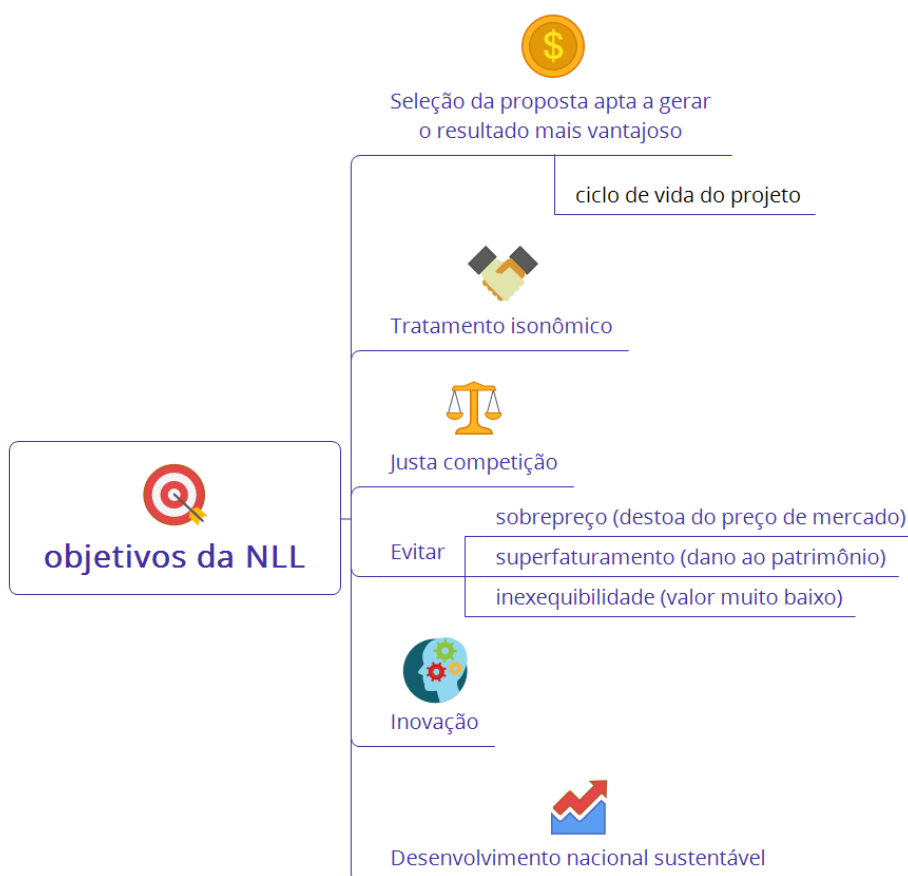 $
Seleção da proposta apta a gerar
o resultado mais vantajoso
ciclo de vida do projeto
Tratamento isonômico
Justa competição
objetivos da NLL
Evitar
sobrepreço (destoa do preço de mercado)
superfaturamento (dano ao patrimônio)
inexequibilidade (valor muito baixo)
Inovação
Desenvolvimento nacional sustentável